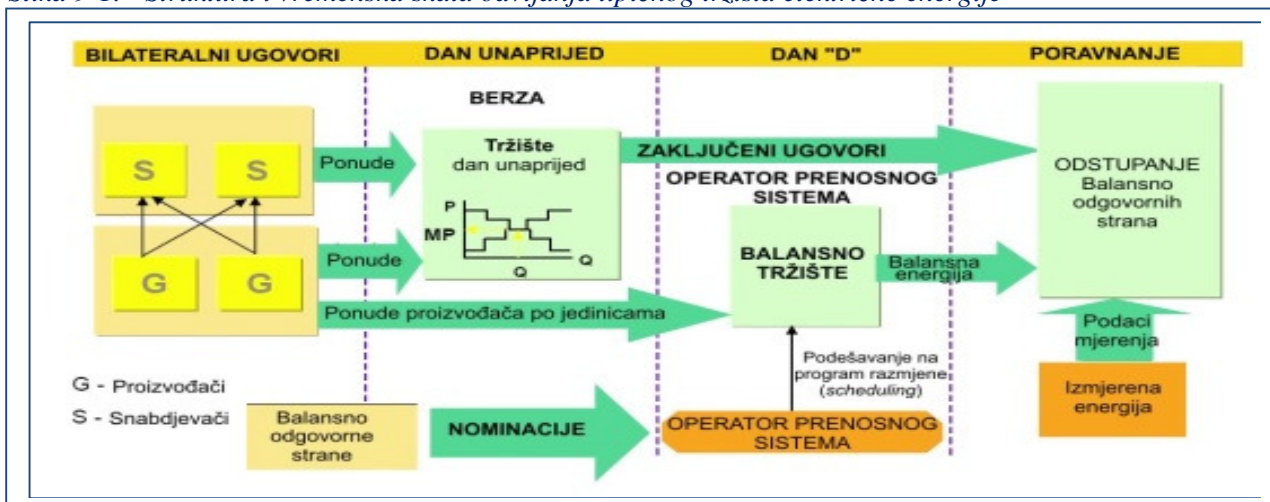 Slika 9-1. Struktura i vremenska skala odvijanja tipičnog tržišta električne energije
BILATERALNI UGOVORI
DAN UNAPRIJED
DAN "D"
PORAVNANJE
BERZA
S
S
G
G
Ponude
Ponude
Tržište
dan unaprijed
P
MP
Q
Q
ZAKLJUČENI UGOVORI
OPERATOR PRENOSNOG
SISTEMA
BALANSNO
TRŽIŠTE
Balansna
energija
ODSTUPANJE
Balansno
odgovornih
strana
Ponude proizvođača po jedinicama
Podešavanje na
program razmjene
(scheduling)
Podaci
mjerenja
Izmjerena
energija
G - Proizvođači
S - Snabdjevači
Balansno
odgovorne
strane
NOMINACIJE
OPERATOR PRENOSNOG
SISTEMA